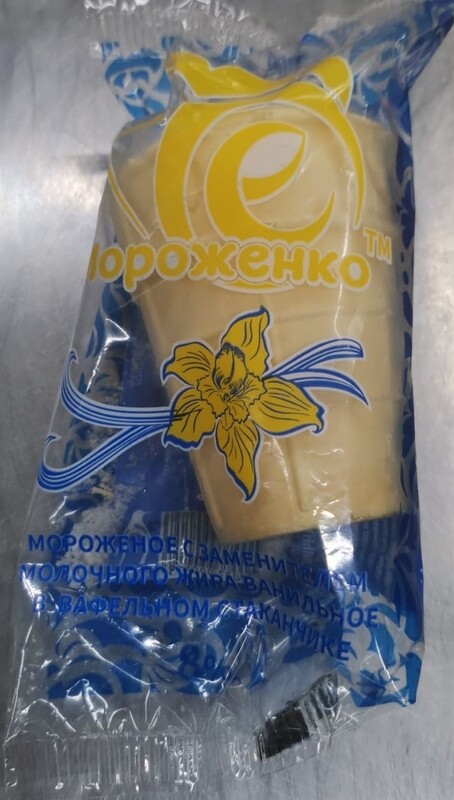 Мороженко™
МОРОЖЕНОЕ С ЗАМЕНИТЕЛЕМ
МОЛОЧНОГО ЖИРА ВАНИЛЬНОЕ
В ВАФЕЛЬНОМ СТАКАНЧИКЕ